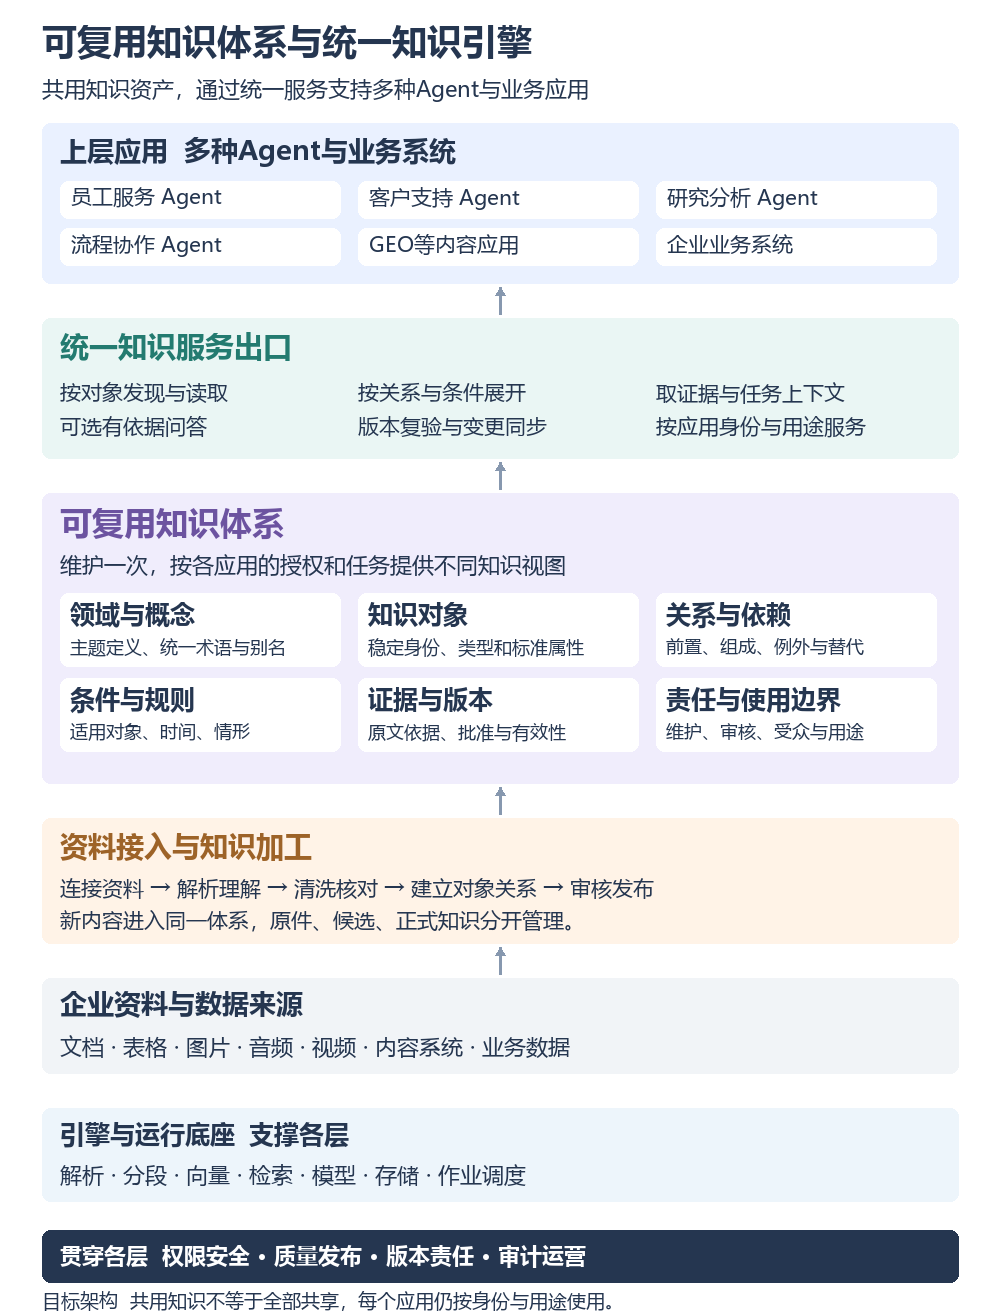 可复用知识体系与统一知识引擎
共用知识资产，通过统一服务支持多种Agent与业务应用
上层应用 多种Agent与业务系统
员工服务 Agent
客户支持 Agent
研究分析 Agent
流程协作 Agent
GEO等内容应用
企业业务系统
统一知识服务出口
按对象发现与读取
按关系与条件展开
取证据与任务上下文
可选有依据问答
版本复验与变更同步
按应用身份与用途服务
可复用知识体系
维护一次，按各应用的授权和任务提供不同知识视图
领域与概念
主题定义、统一术语与别名
知识对象
稳定身份、类型和标准属性
关系与依赖
前置、组成、例外与替代
条件与规则
适用对象、时间、情形
证据与版本
原文依据、批准与有效性
责任与使用边界
维护、审核、受众与用途
资料接入与知识加工
连接资料 → 解析理解 → 清洗核对 → 建立对象关系 → 审核发布
新内容进入同一体系，原件、候选、正式知识分开管理。
企业资料与数据来源
文档 · 表格 · 图片 · 音频 · 视频 · 内容系统 · 业务数据
引擎与运行底座 支撑各层
解析 · 分段 · 向量 · 检索 · 模型 · 存储 · 作业调度
贯穿各层 权限安全 · 质量发布 · 版本责任 · 审计运营
目标架构 共用知识不等于全部共享，每个应用仍按身份与用途使用。